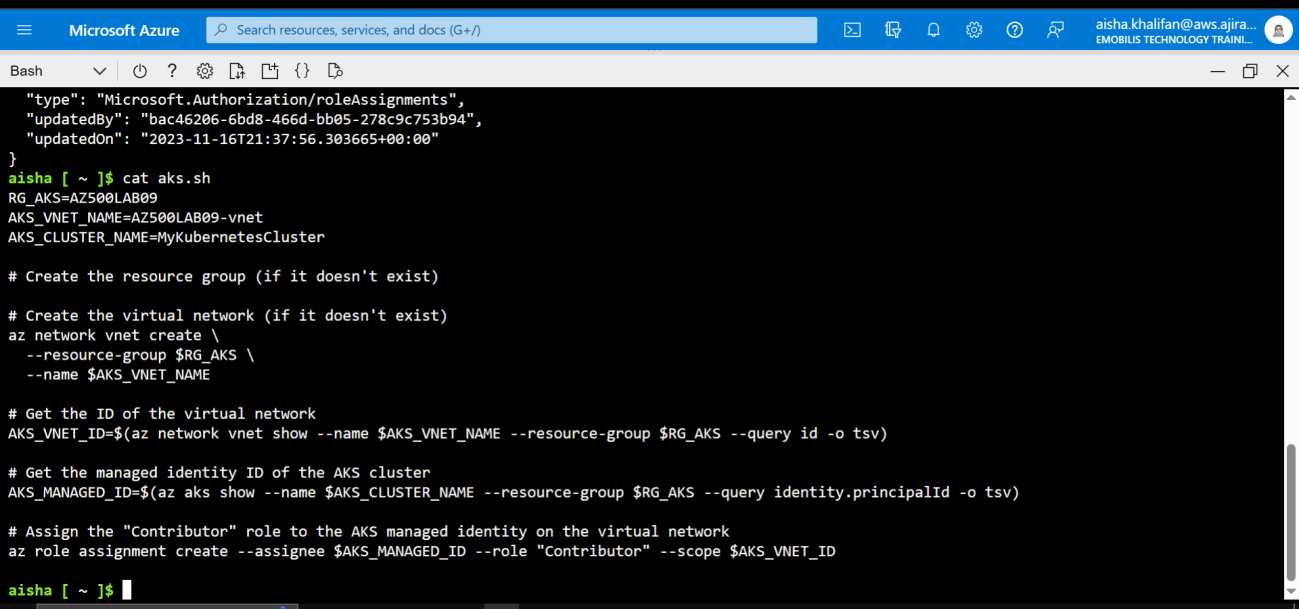 Microsoft Azure
Search resources, services, and docs (G+/)
aisha.khalifan@aws.ajira...
EMOBILIS TECHNOLOGY TRAINI...
Bash
  "type": "Microsoft.Authorization/roleAssignments",
  "updatedBy": "bac46206-6bd8-466d-bb05-278c9c753b94",
  "updatedOn": "2023-11-16T21:37:56.303665+00:00"
}
aisha [ ~ ]$ cat aks.sh
RG_AKS=AZ500LAB09
AKS_VNET_NAME=AZ500LAB09-vnet
AKS_CLUSTER_NAME=MyKubernetesCluster
# Create the resource group (if it doesn't exist)
# Create the virtual network (if it doesn't exist)
az network vnet create \
  --resource-group $RG_AKS \
  --name $AKS_VNET_NAME
# Get the ID of the virtual network
AKS_VNET_ID=$(az network vnet show --name $AKS_VNET_NAME --resource-group $RG_AKS --query id -o tsv)
# Get the managed identity ID of the AKS cluster
AKS_MANAGED_ID=$(az aks show --name $AKS_CLUSTER_NAME --resource-group $RG_AKS --query identity.principalId -o tsv)
# Assign the "Contributor" role to the AKS managed identity on the virtual network
az role assignment create --assignee $AKS_MANAGED_ID --role "Contributor" --scope $AKS_VNET_ID
aisha [ ~ ]$